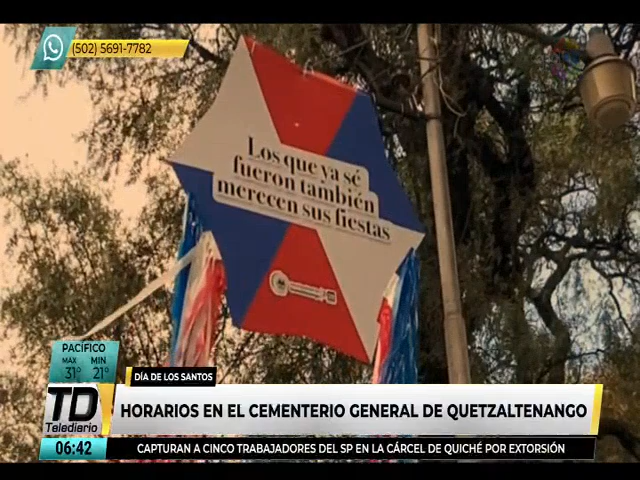 (502) 5691-7782
Los que ya sé
fueron también
merecen sus fiestas
PACÍFICO
MAX MIN
31° 21°
DÍA DE LOS SANTOS
TD
Telediario
HORARIOS EN EL CEMENTERIO GENERAL DE QUETZALTENANGO
06:42
CAPTURAN A CINCO TRABAJADORES DEL SP EN LA CÁRCEL DE QUICHÉ POR EXTORSIÓN